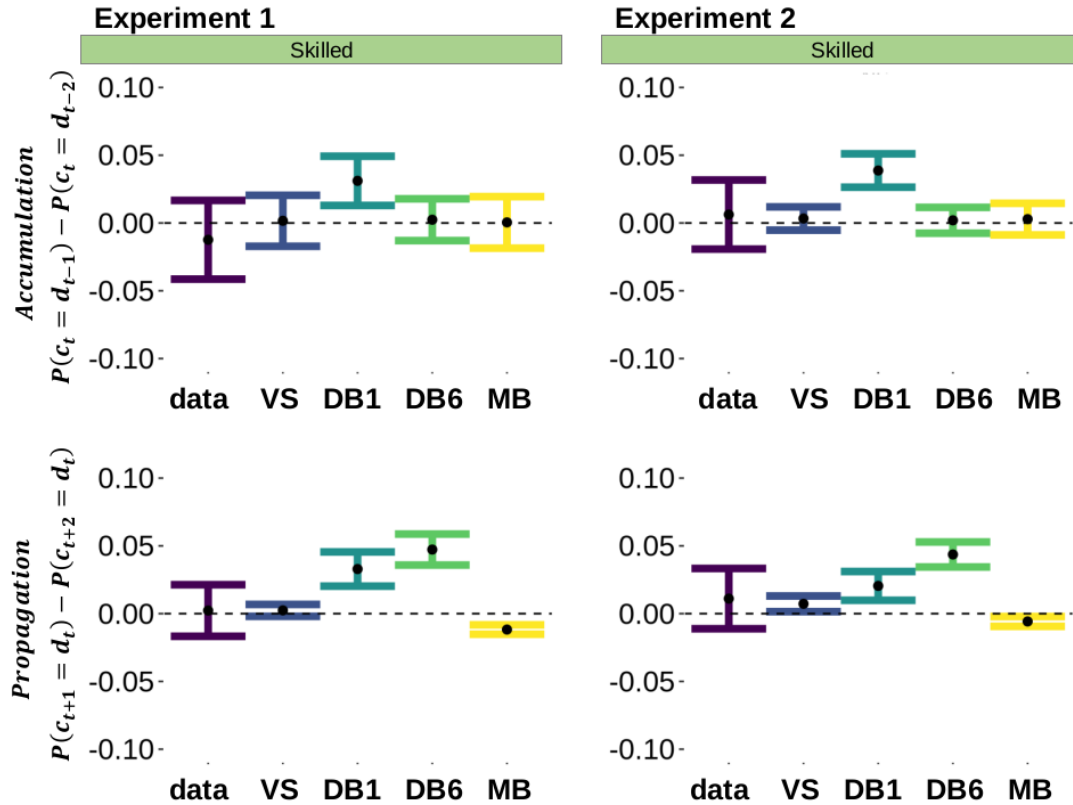 Experiment 1
Skilled
Accumulation
P(c_t = d_{t−1}) − P(c_t = d_{t−2})
0.10
0.05
0.00
-0.05
-0.10
data VS DB1 DB6 MB
Experiment 2
Skilled
0.10
0.05
0.00
-0.05
-0.10
data VS DB1 DB6 MB
Propagation
P(c_{t+1} = d_t) − P(c_{t+2} = d_t)
0.10
0.05
0.00
-0.05
-0.10
data VS DB1 DB6 MB
0.10
0.05
0.00
-0.05
-0.10
data VS DB1 DB6 MB